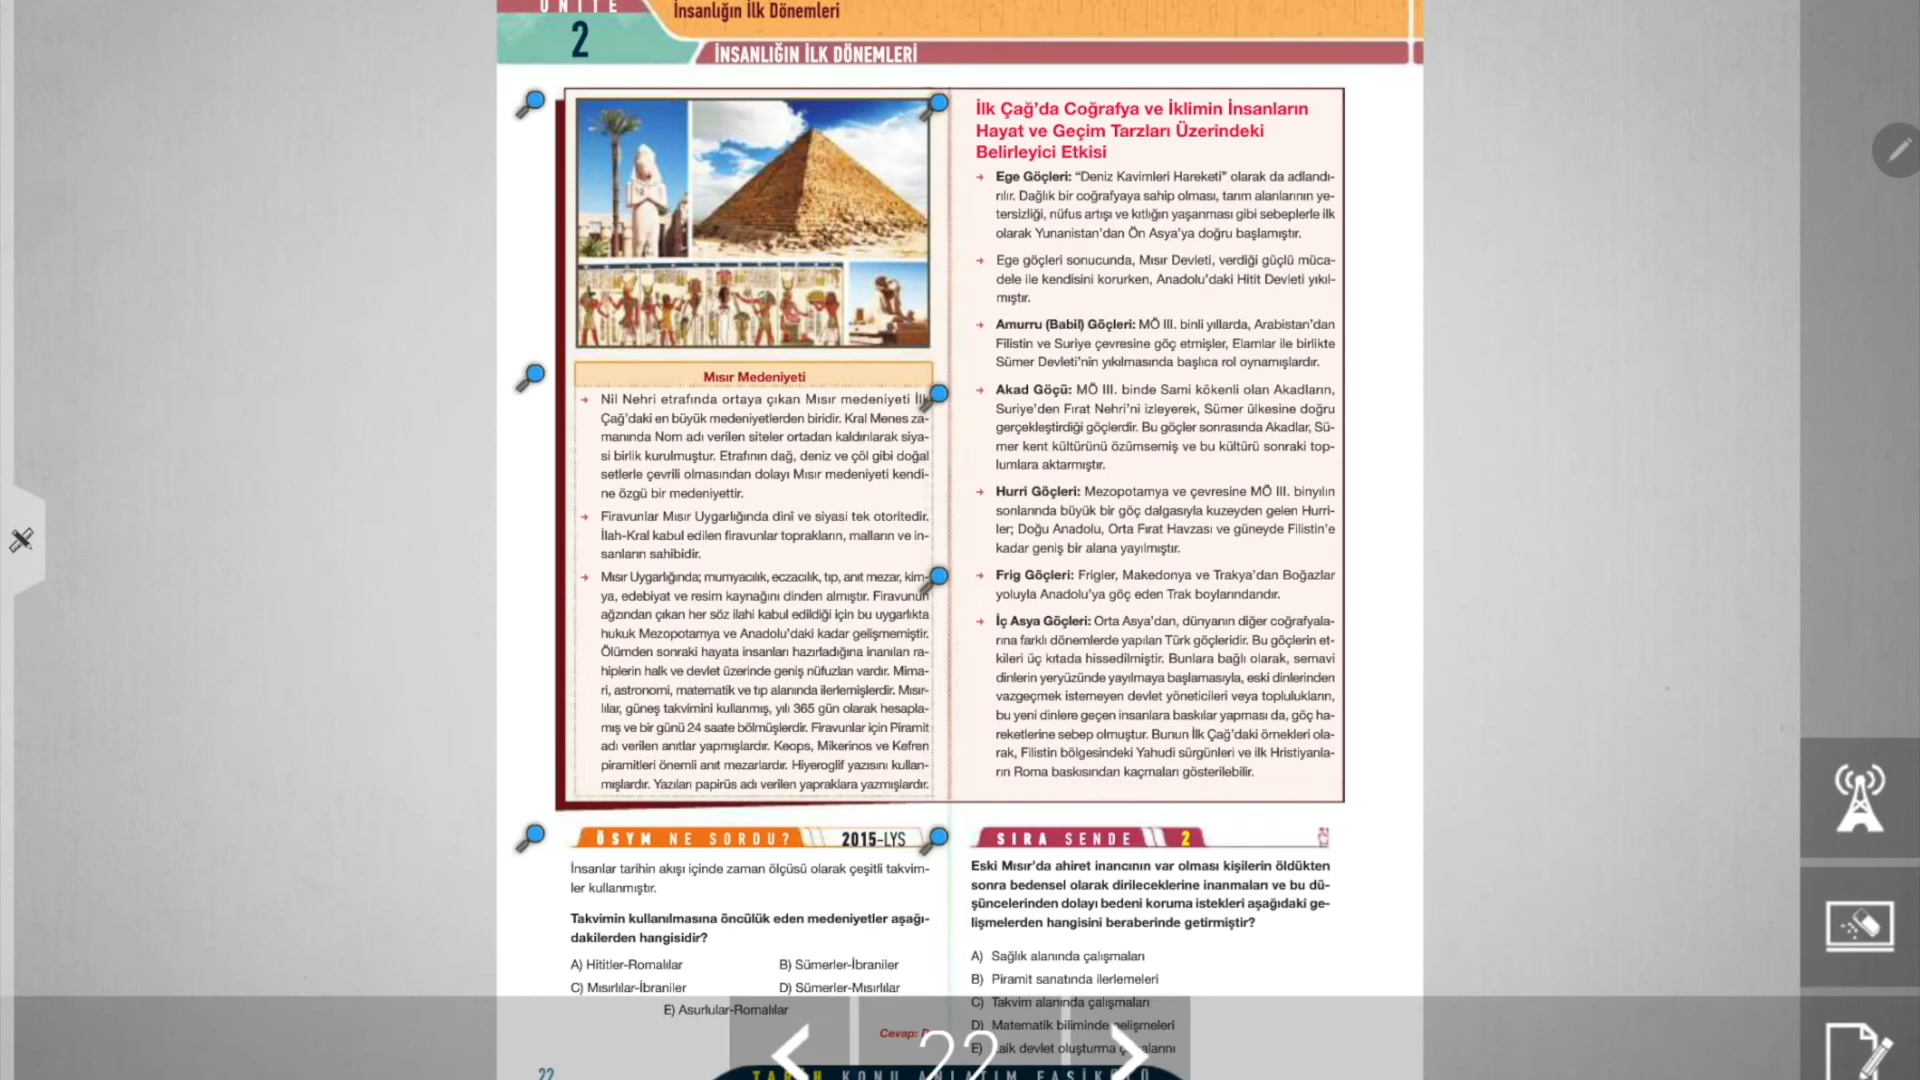 ÜNİTE
2
İnsanlığın İlk Dönemleri
İNSANLIĞIN İLK DÖNEMLERİ
Mısır Medeniyeti
→ Nil Nehri etrafında ortaya çıkan Mısır medeniyeti İlk
Çağ'daki en büyük medeniyetlerden biridir. Kral Menes za-
manında Nom adı verilen siteler ortadan kaldırılarak siya-
si birlik kurulmuştur. Etrafının dağ, deniz ve çöl gibi doğal
setlerle çevrili olmasından dolayı Mısır medeniyeti kendi-
ne özgü bir medeniyettir.
→ Firavunlar Mısır Uygarlığında dinî ve siyasi tek otoritedir.
İlah-Kral kabul edilen firavunlar toprakların, malların ve in-
sanların sahibidir.
→ Mısır Uygarlığında; mumyacılık, eczacılık, tıp, anıt mezar, kim-
ya, edebiyat ve resim kaynağını dinden almıştır. Firavunun
ağzından çıkan her söz ilahi kabul edildiği için bu uygarlıkta
hukuk Mezopotamya ve Anadolu'daki kadar gelişmemiştir.
Ölümden sonraki hayata insanları hazırladığına inanılan ra-
hiplerin halk ve devlet üzerinde geniş nüfuzları vardır. Mima-
ri, astronomi, matematik ve tıp alanında ilerlemişlerdir. Mısır-
lılar, güneş takvimini kullanmış, yılı 365 gün olarak hesapla-
mış ve bir günü 24 saate bölmüşlerdir. Firavunlar için Piramit
adı verilen anıtlar yapmışlardır. Keops, Mikerinos ve Kefren
piramitleri önemli anıt mezarlardır. Hiyeroglif yazısını kullan-
mışlardır. Yazıları papirüs adı verilen yapraklara yazmışlardır.
İlk Çağ'da Coğrafya ve İklimin İnsanların
Hayat ve Geçim Tarzları Üzerindeki
Belirleyici Etkisi
→ Ege Göçleri: "Deniz Kavimleri Hareketi" olarak da adlandı-
rılır. Dağlık bir coğrafyaya sahip olması, tarım alanlarının ye-
tersizliği, nüfus artışı ve kıtlığın yaşanması gibi sebeplerle ilk
olarak Yunanistan'dan Ön Asya'ya doğru başlamıştır.
→ Ege göçleri sonucunda, Mısır Devleti, verdiği güçlü müca-
dele ile kendisini korurken, Anadolu'daki Hitit Devleti yıkıl-
mıştır.
→ Amurru (Babil) Göçleri: MÖ III. binli yıllarda, Arabistan'dan
Filistin ve Suriye çevresine göç etmişler, Elamlar ile birlikte
Sümer Devleti'nin yıkılmasında başlıca rol oynamışlardır.
→ Akad Göçü: MÖ III. binde Sami kökenli olan Akadların,
Suriye'den Fırat Nehri'ni izleyerek, Sümer ülkesine doğru
gerçekleştirdiği göçlerdir. Bu göçler sonrasında Akadlar, Sü-
mer kent kültürünü özümsemiş ve bu kültürü sonraki top-
lumlara aktarmıştır.
→ Hurri Göçleri: Mezopotamya ve çevresine MÖ III. binyılın
sonlarında büyük bir göç dalgasıyla kuzeyden gelen Hurri-
ler; Doğu Anadolu, Orta Fırat Havzası ve güneyde Filistin'e
kadar geniş bir alana yayılmıştır.
→ Frig Göçleri: Frigler, Makedonya ve Trakya'dan Boğazlar
yoluyla Anadolu'ya göç eden Trak boylarındandır.
→ İç Asya Göçleri: Orta Asya'dan, dünyanın diğer coğrafyala-
rına farklı dönemlerde yapılan Türk göçleridir. Bu göçlerin et-
kileri üç kıtada hissedilmiştir. Bunlara bağlı olarak, semavi
dinlerin yeryüzünde yayılmaya başlamasıyla, eski dinlerinden
vazgeçmek istemeyen devlet yöneticileri veya toplulukların,
bu yeni dinlere geçen insanlara baskılar yapması da, göç ha-
reketlerine sebep olmuştur. Bunun İlk Çağ'daki örnekleri ola-
rak, Filistin bölgesindeki Yahudi sürgünleri ve ilk Hristiyanla-
rın Roma baskısından kaçmaları gösterilebilir.
ÖSYM NE SORDU? 2015-LYS
İnsanlar tarihin akışı içinde zaman ölçüsü olarak çeşitli takvim-
ler kullanmıştır.
Takvimin kullanılmasına öncülük eden medeniyetler aşağı-
dakilerden hangisidir?
A) Hititler-Romalılar B) Sümerler-İbraniler
C) Mısırlılar-İbraniler D) Sümerler-Mısırlılar
E) Asurlular-Romalılar
Cevap: D
SIRA SENDE 2
Eski Mısır'da ahiret inancının var olması kişilerin öldükten
sonra bedensel olarak dirileceklerine inanmaları ve bu dü-
şüncelerinden dolayı bedeni koruma istekleri aşağıdaki ge-
lişmelerden hangisini beraberinde getirmiştir?
A) Sağlık alanında çalışmaları
B) Piramit sanatında ilerlemeleri
C) Takvim alanında çalışmaları
D) Matematik biliminde gelişmeleri
E) Laik devlet oluşturma çabalarını
22
22
TARİH KONU ANLATIM FASİKÜLÜ